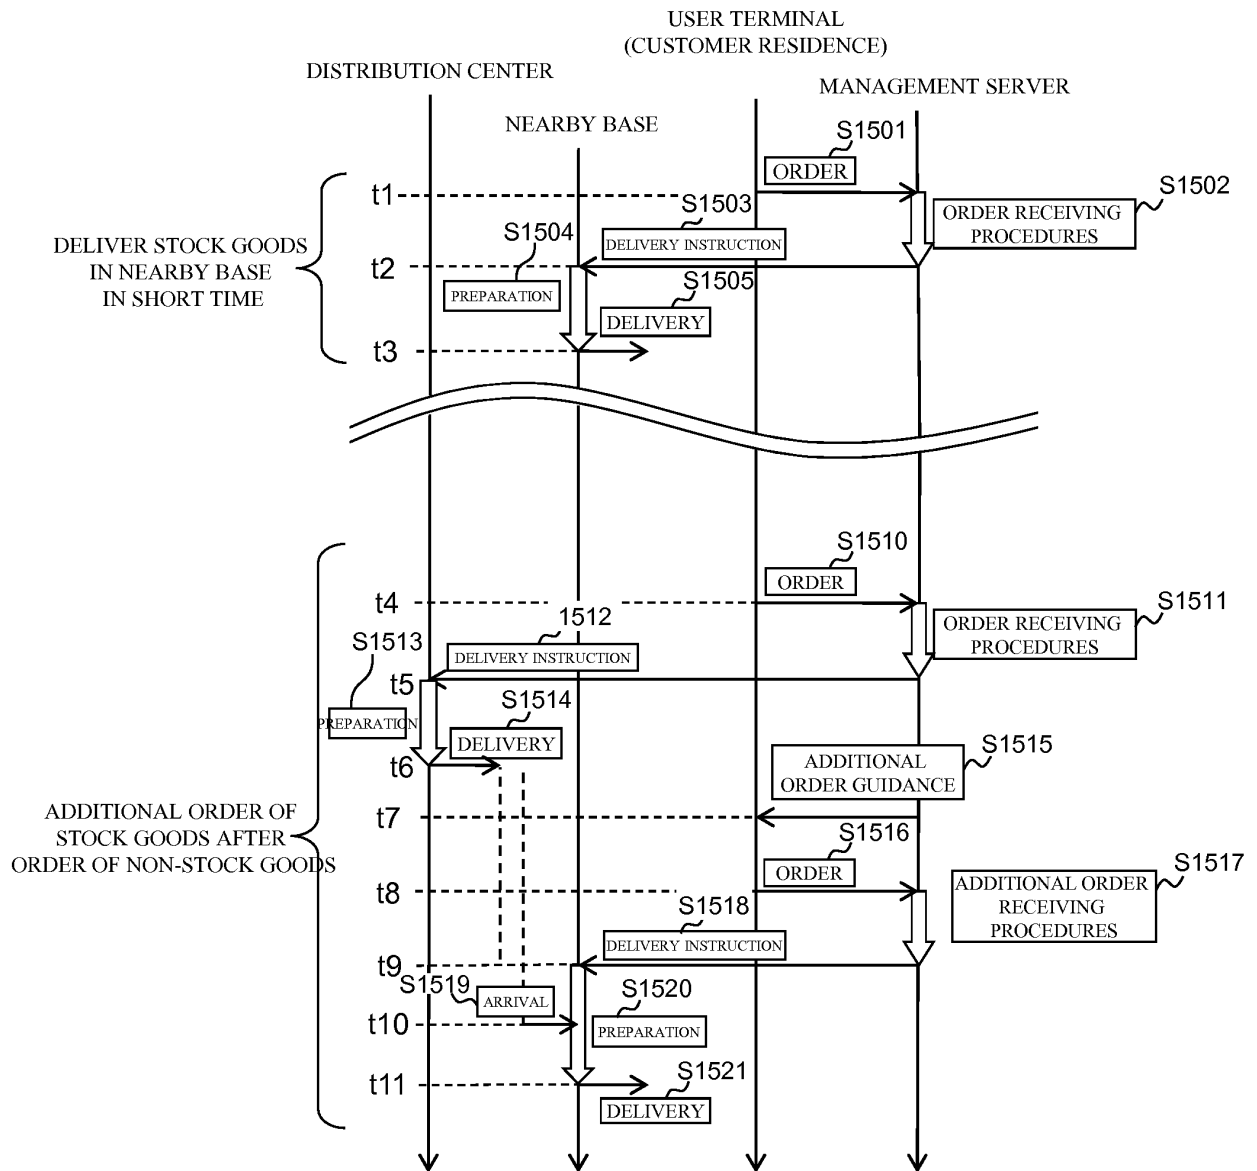 USER TERMINAL
(CUSTOMER RESIDENCE)
DISTRIBUTION CENTER
MANAGEMENT SERVER
NEARBY BASE
S1501
ORDER
t1
S1502
ORDER RECEIVING
PROCEDURES
S1503
DELIVERY INSTRUCTION
S1504
DELIVER STOCK GOODS
IN NEARBY BASE
IN SHORT TIME
t2
PREPARATION
S1505
DELIVERY
t3
S1510
ORDER
t4
S1511
ORDER RECEIVING
PROCEDURES
1512
DELIVERY INSTRUCTION
S1513
t5
PREPARATION
S1514
DELIVERY
t6
S1515
ADDITIONAL
ORDER GUIDANCE
t7
ADDITIONAL ORDER OF
STOCK GOODS AFTER
ORDER OF NON-STOCK GOODS
S1516
ORDER
t8
S1517
ADDITIONAL ORDER
RECEIVING
PROCEDURES
S1518
DELIVERY INSTRUCTION
t9
S1519
ARRIVAL
S1520
PREPARATION
t10
S1521
t11
DELIVERY